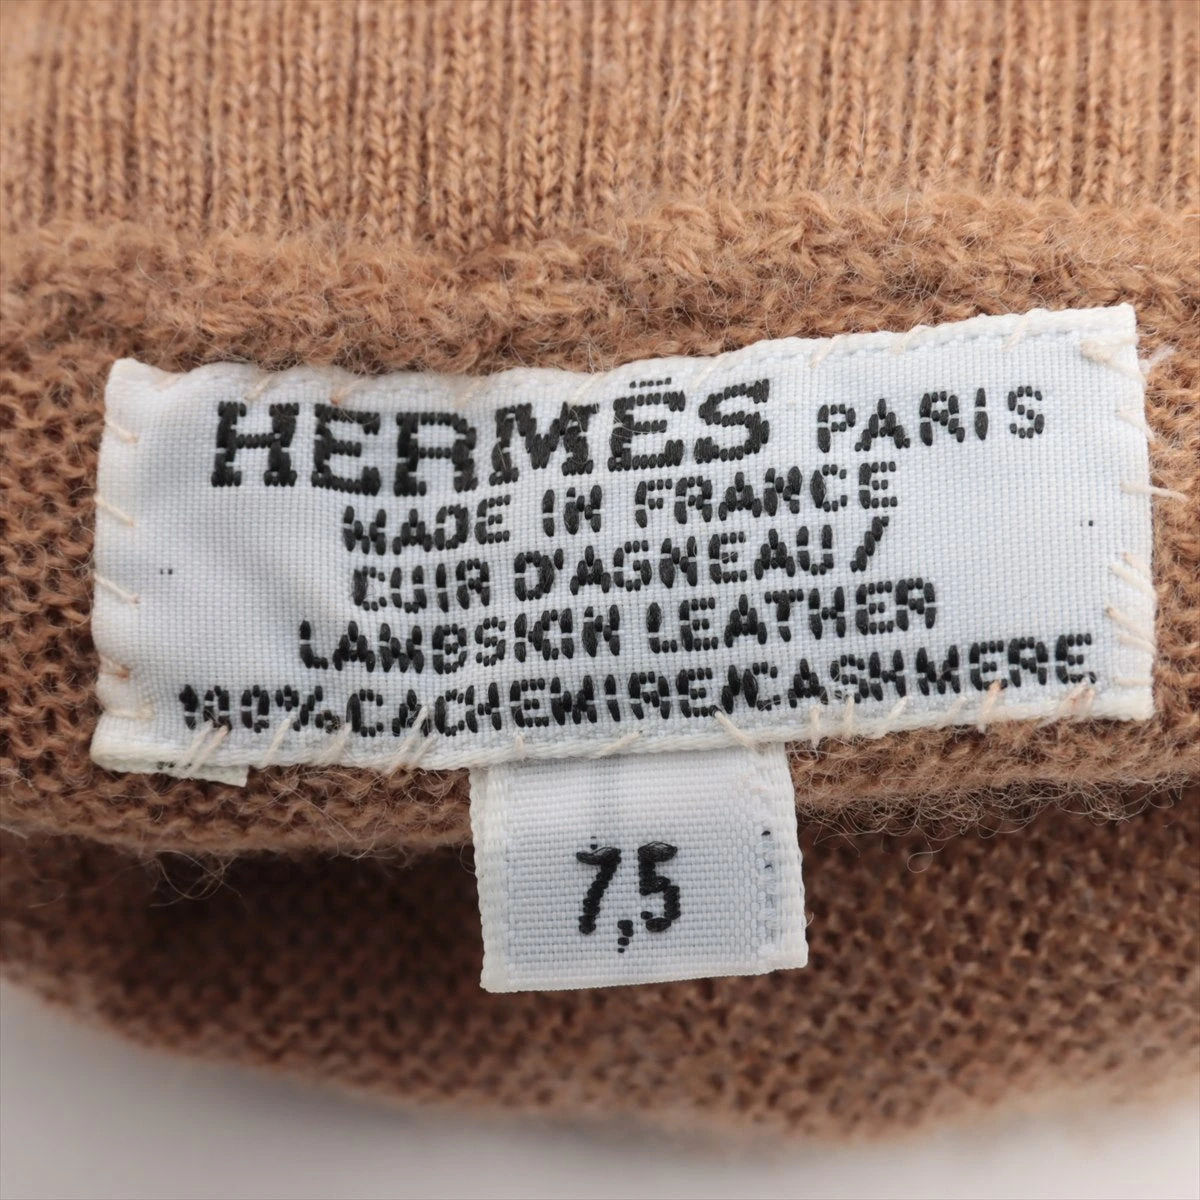 HERMÈS PARIS
MADE IN FRANCE
CUIR D'AGNEAU/
LAMBSKIN LEATHER
100%CACHEMIRE/CASHMERE
7,5